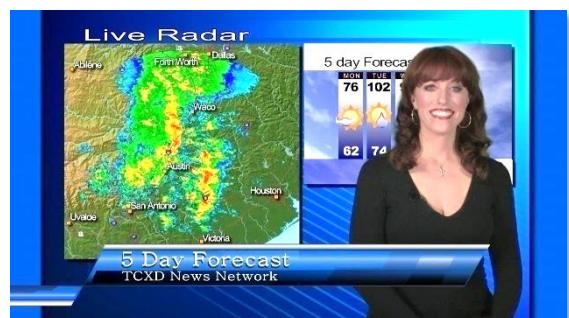 Live Radar
Dallas
Fort Worth
Abilene
5 day Forecast
MON TUE W
76 102 9
Waco
62 74
Austin
Houston
San Antonio
Uvalde
Victoria
5 Day Forecast
TCXD News Network